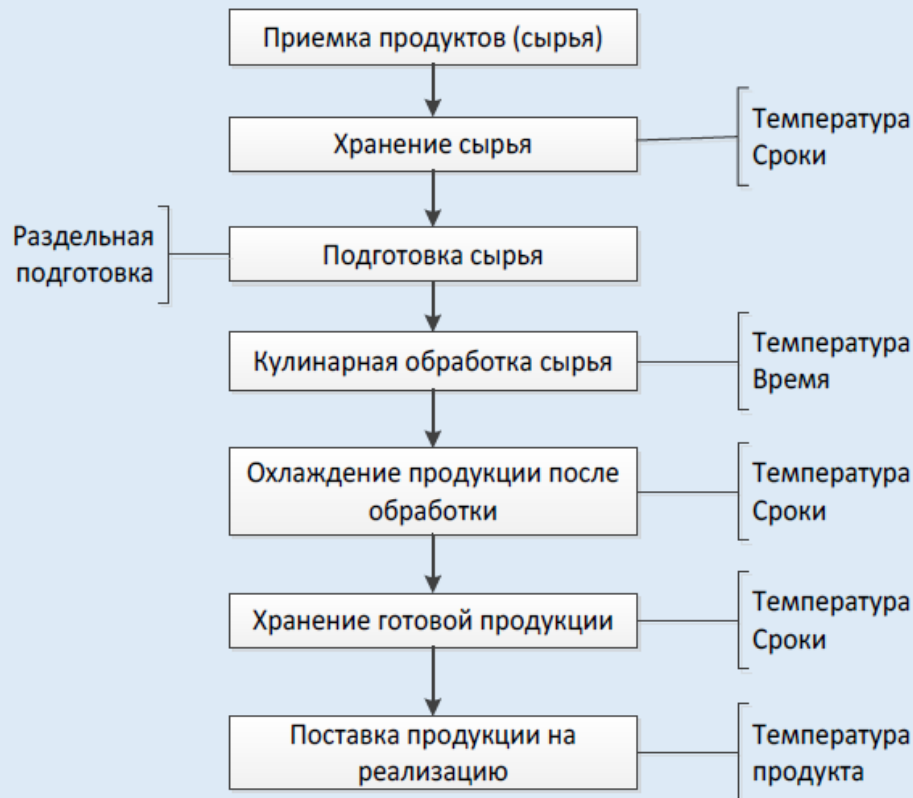 Приемка продуктов (сырья)
Хранение сырья
Температура
Сроки
Раздельная
подготовка
Подготовка сырья
Кулинарная обработка сырья
Температура
Время
Охлаждение продукции после
обработки
Температура
Сроки
Хранение готовой продукции
Температура
Сроки
Поставка продукции на
реализацию
Температура
продукта